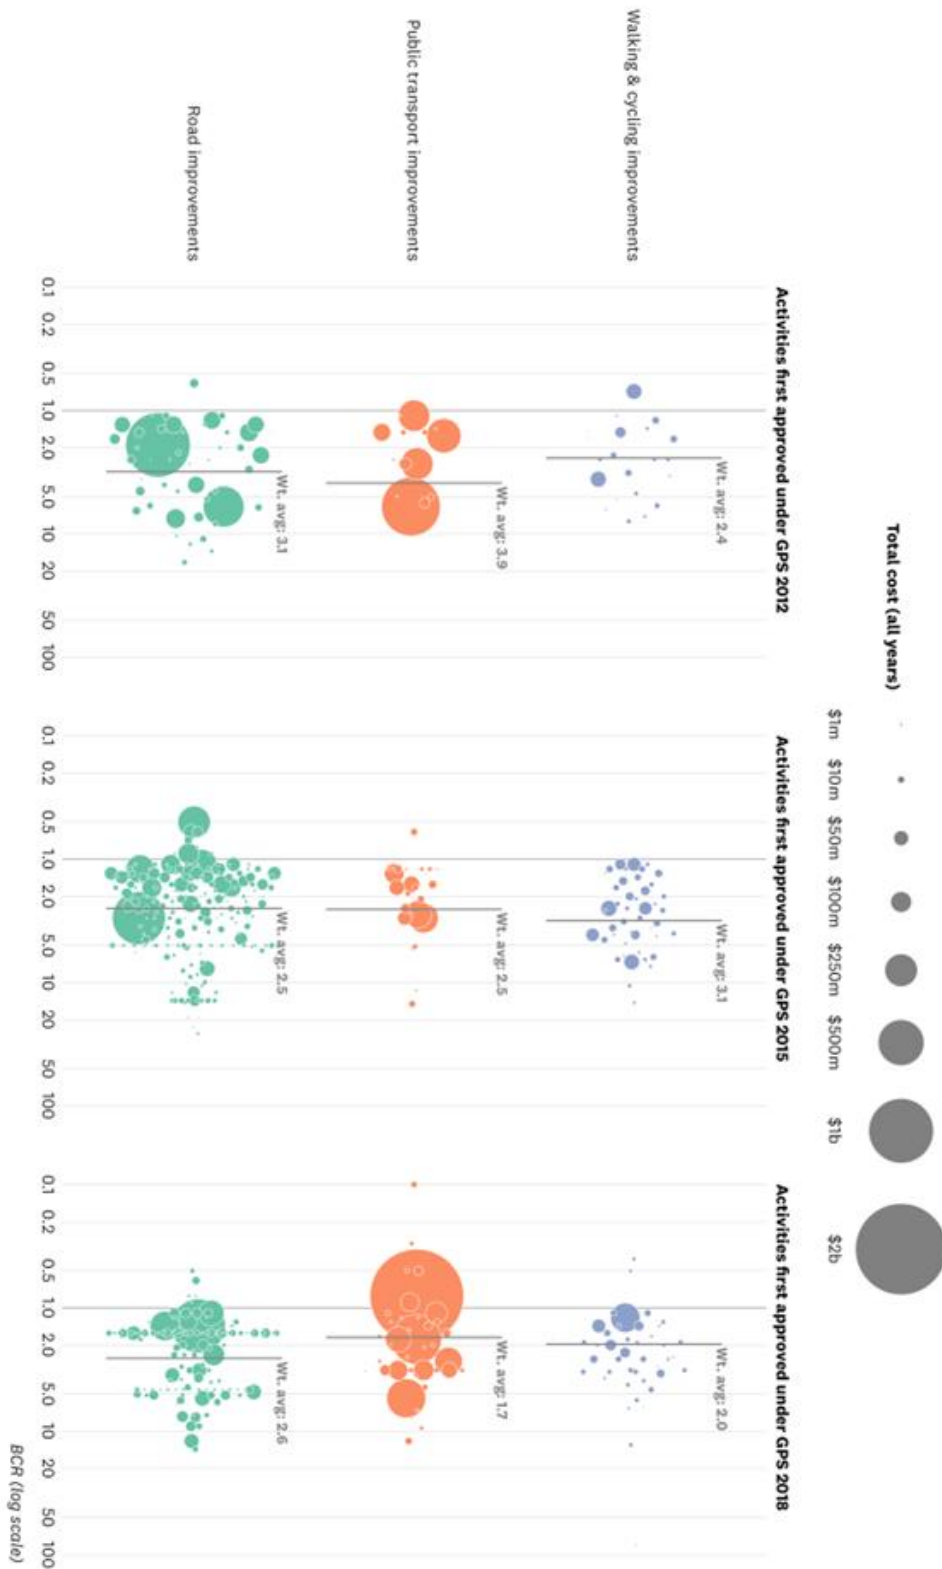 Total cost (all years)
$1m
$10m
$50m
$100m
$250m
$500m
$1b
$2b
Activities first approved under GPS 2012
Activities first approved under GPS 2015
Activities first approved under GPS 2018
Walking & cycling improvements
Wt. avg: 2.4
Wt. avg: 3.1
Wt. avg: 2.0
Public transport improvements
Wt. avg: 3.9
Wt. avg: 2.5
Wt. avg: 1.7
Road improvements
Wt. avg: 3.1
Wt. avg: 2.5
Wt. avg: 2.6
0.1 0.2 0.5 1.0 2.0 5.0 10 20 50 100
0.1 0.2 0.5 1.0 2.0 5.0 10 20 50 100
0.1 0.2 0.5 1.0 2.0 5.0 10 20 50 100
BCR (log scale)